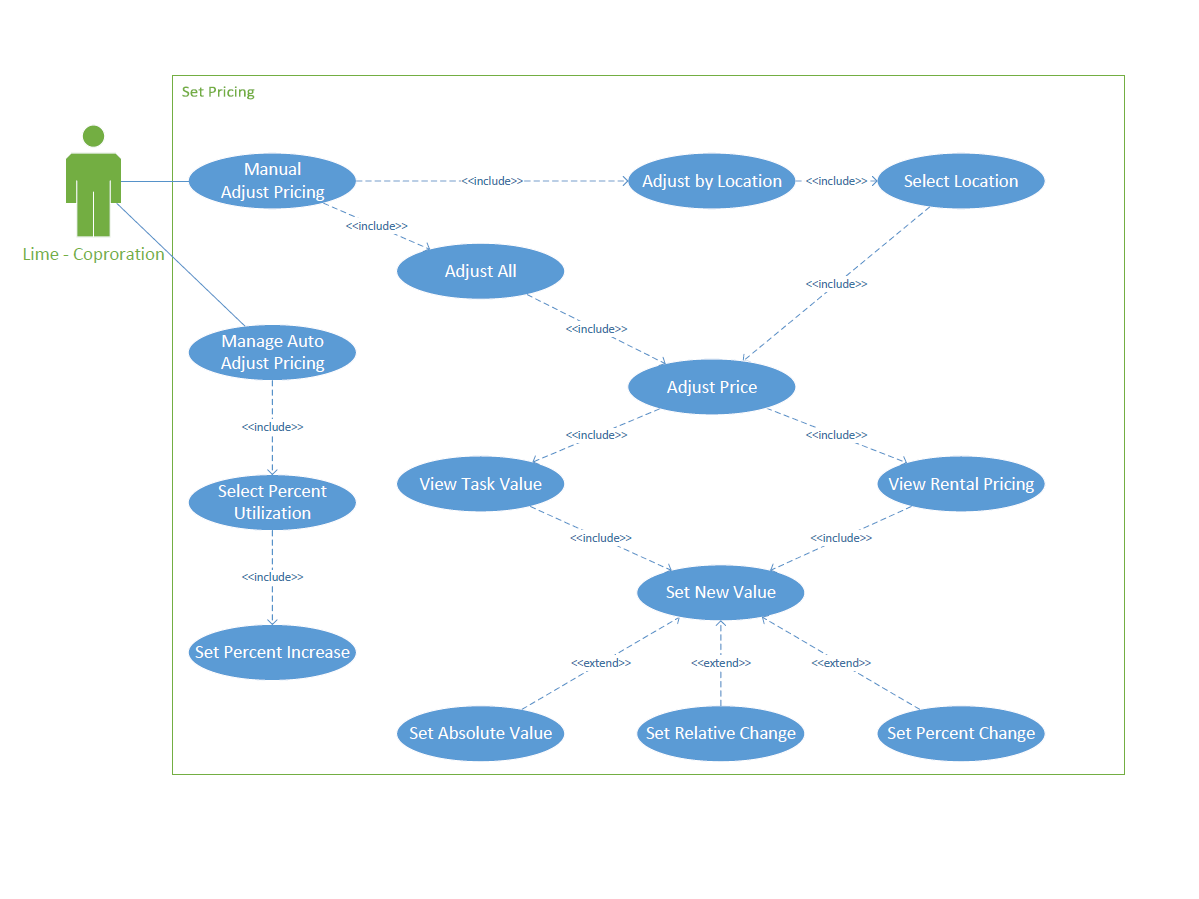 Set Pricing
Manual
Adjust Pricing
<<include>>
Adjust by Location
<<include>>
Select Location
<<include>>
Lime - Coproration
Adjust All
<<include>>
<<include>>
Manage Auto
Adjust Pricing
Adjust Price
<<include>>
<<include>>
<<include>>
View Task Value
View Rental Pricing
Select Percent
Utilization
<<include>>
<<include>>
<<include>>
Set New Value
Set Percent Increase
<<extend>>
<<extend>>
<<extend>>
Set Absolute Value
Set Relative Change
Set Percent Change